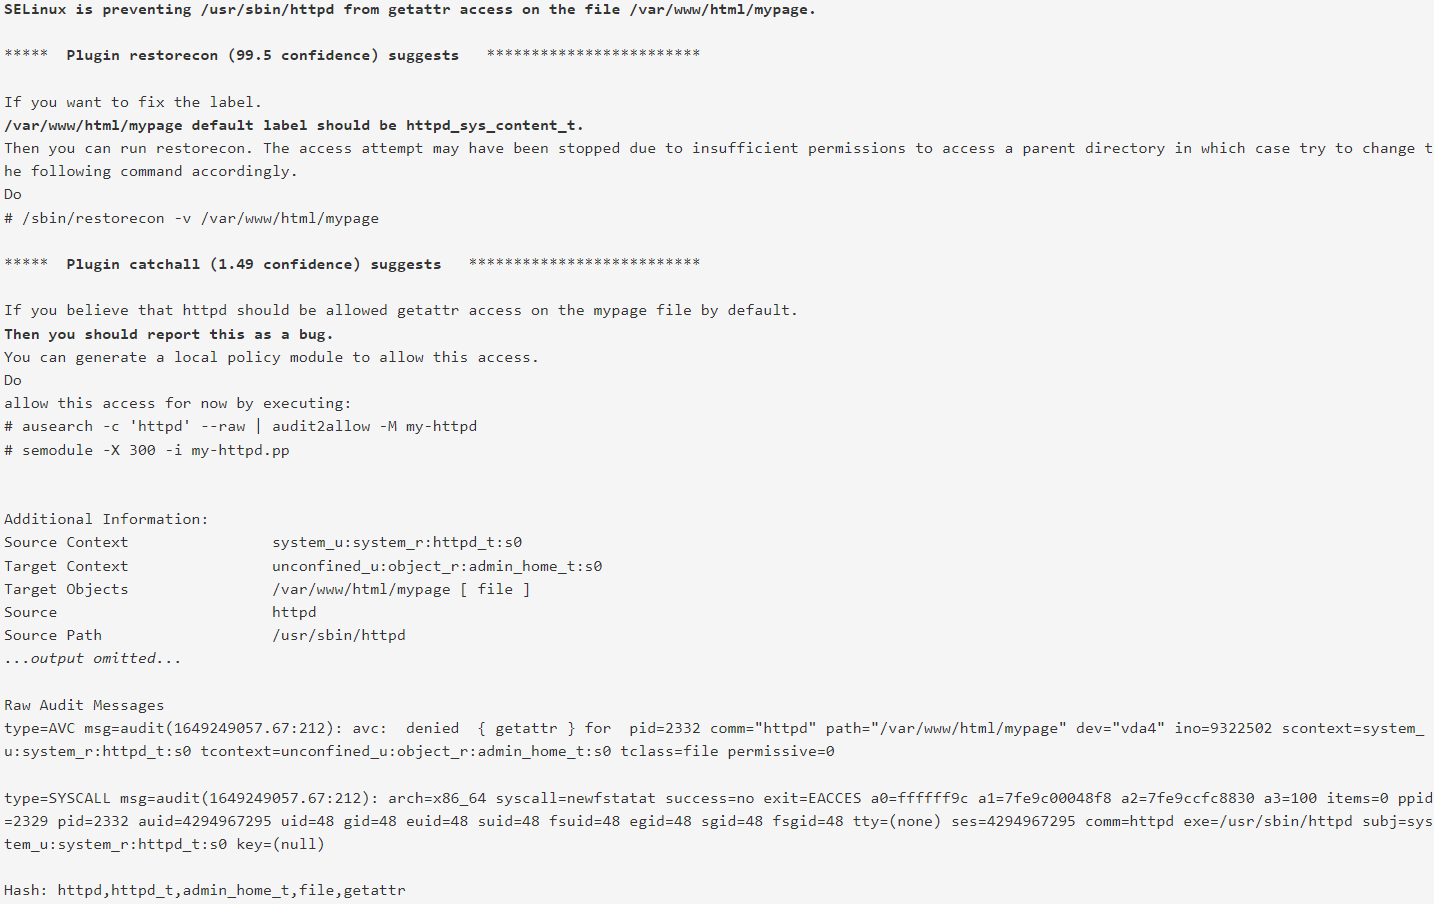 SELinux is preventing /usr/sbin/httpd from getattr access on the file /var/www/html/mypage.
***** Plugin restorecon (99.5 confidence) suggests ************************
If you want to fix the label.
/var/www/html/mypage default label should be httpd_sys_content_t.
Then you can run restorecon. The access attempt may have been stopped due to insufficient permissions to access a parent directory in which case try to change t
he following command accordingly.
Do
# /sbin/restorecon -v /var/www/html/mypage
***** Plugin catchall (1.49 confidence) suggests **************************
If you believe that httpd should be allowed getattr access on the mypage file by default.
Then you should report this as a bug.
You can generate a local policy module to allow this access.
Do
allow this access for now by executing:
# ausearch -c 'httpd' --raw | audit2allow -M my-httpd
# semodule -X 300 -i my-httpd.pp
Additional Information:
Source Context system_u:system_r:httpd_t:s0
Target Context unconfined_u:object_r:admin_home_t:s0
Target Objects /var/www/html/mypage [ file ]
Source httpd
Source Path /usr/sbin/httpd
...output omitted...
Raw Audit Messages
type=AVC msg=audit(1649249057.67:212): avc: denied { getattr } for pid=2332 comm="httpd" path="/var/www/html/mypage" dev="vda4" ino=9322502 scontext=system_
u:system_r:httpd_t:s0 tcontext=unconfined_u:object_r:admin_home_t:s0 tclass=file permissive=0
type=SYSCALL msg=audit(1649249057.67:212): arch=x86_64 syscall=newfstatat success=no exit=EACCES a0=ffffff9c a1=7fe9c00048f8 a2=7fe9ccfc8830 a3=100 items=0 ppid
=2329 pid=2332 auid=4294967295 uid=48 gid=48 euid=48 suid=48 fsuid=48 egid=48 sgid=48 fsgid=48 tty=(none) ses=4294967295 comm=httpd exe=/usr/sbin/httpd subj=sys
tem_u:system_r:httpd_t:s0 key=(null)
Hash: httpd,httpd_t,admin_home_t,file,getattr